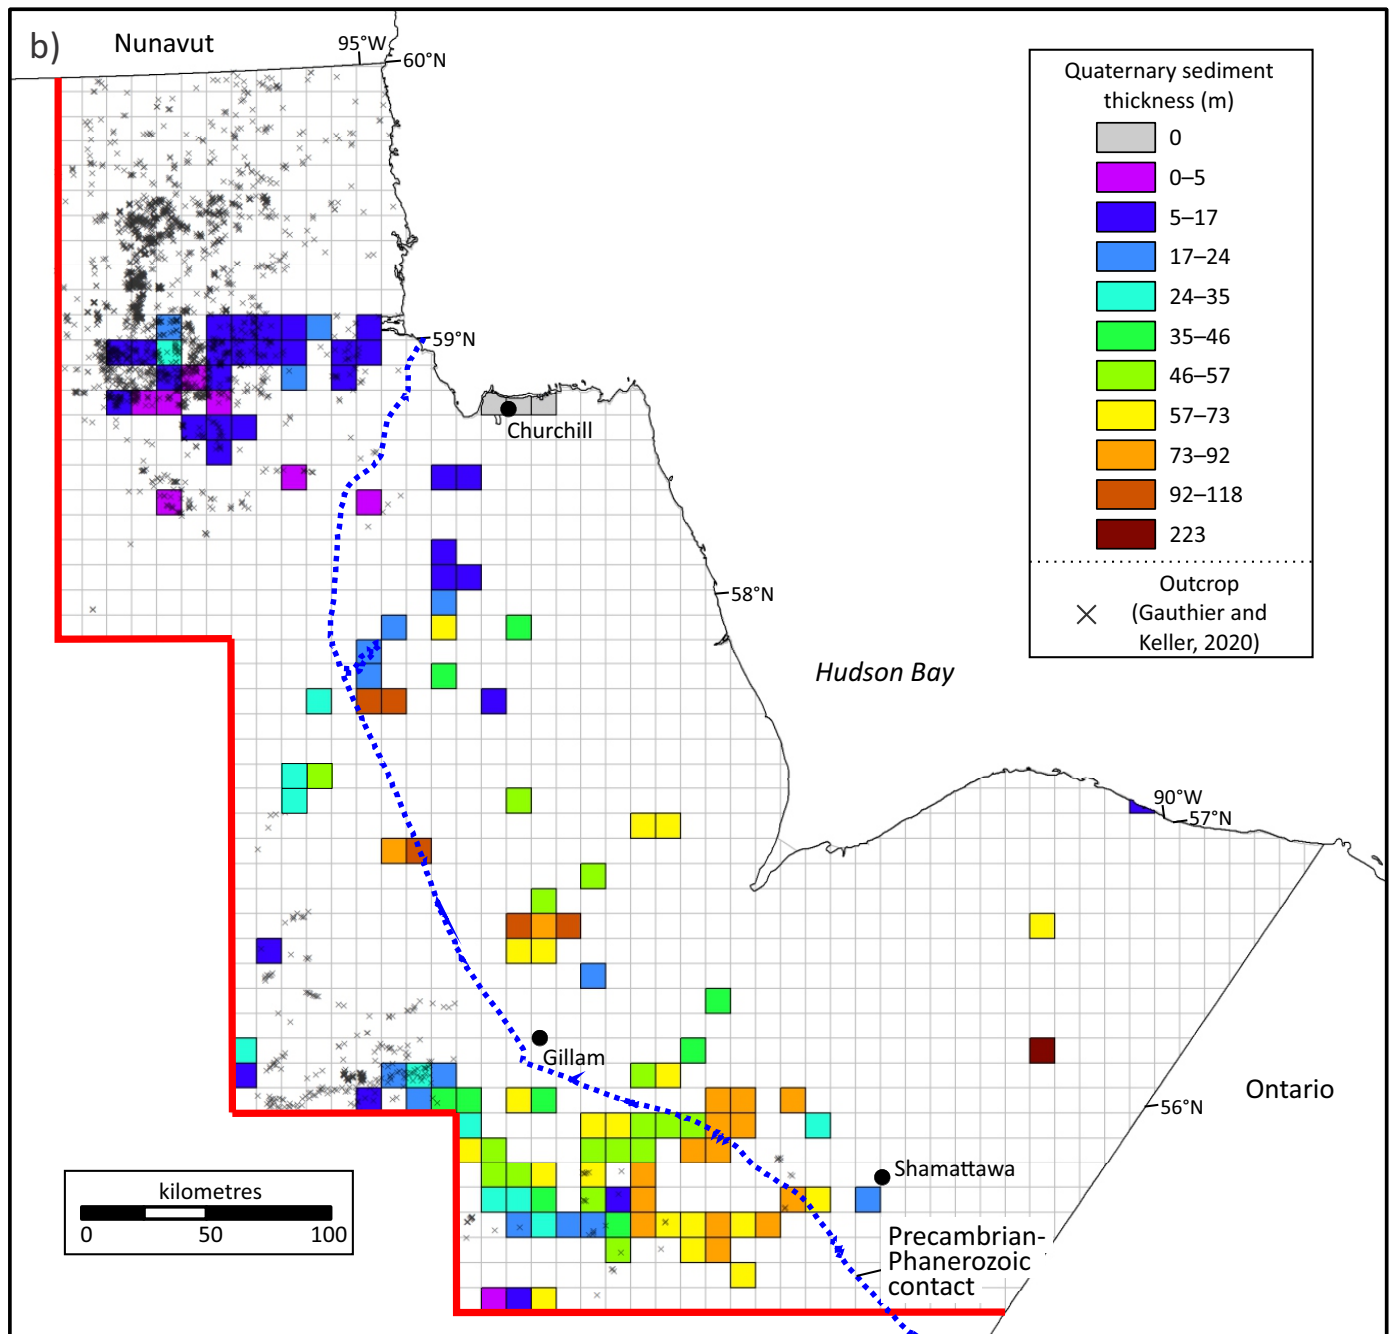 b)
Nunavut
95°W
60°N
Quaternary sediment
thickness (m)
0
0–5
5–17
17–24
24–35
35–46
46–57
57–73
73–92
92–118
223
Outcrop
(Gauthier and
Keller, 2020)
59°N
Churchill
58°N
Hudson Bay
90°W
57°N
Gillam
56°N
Ontario
Shamattawa
Precambrian-
Phanerozoic
contact
kilometres
0 50 100